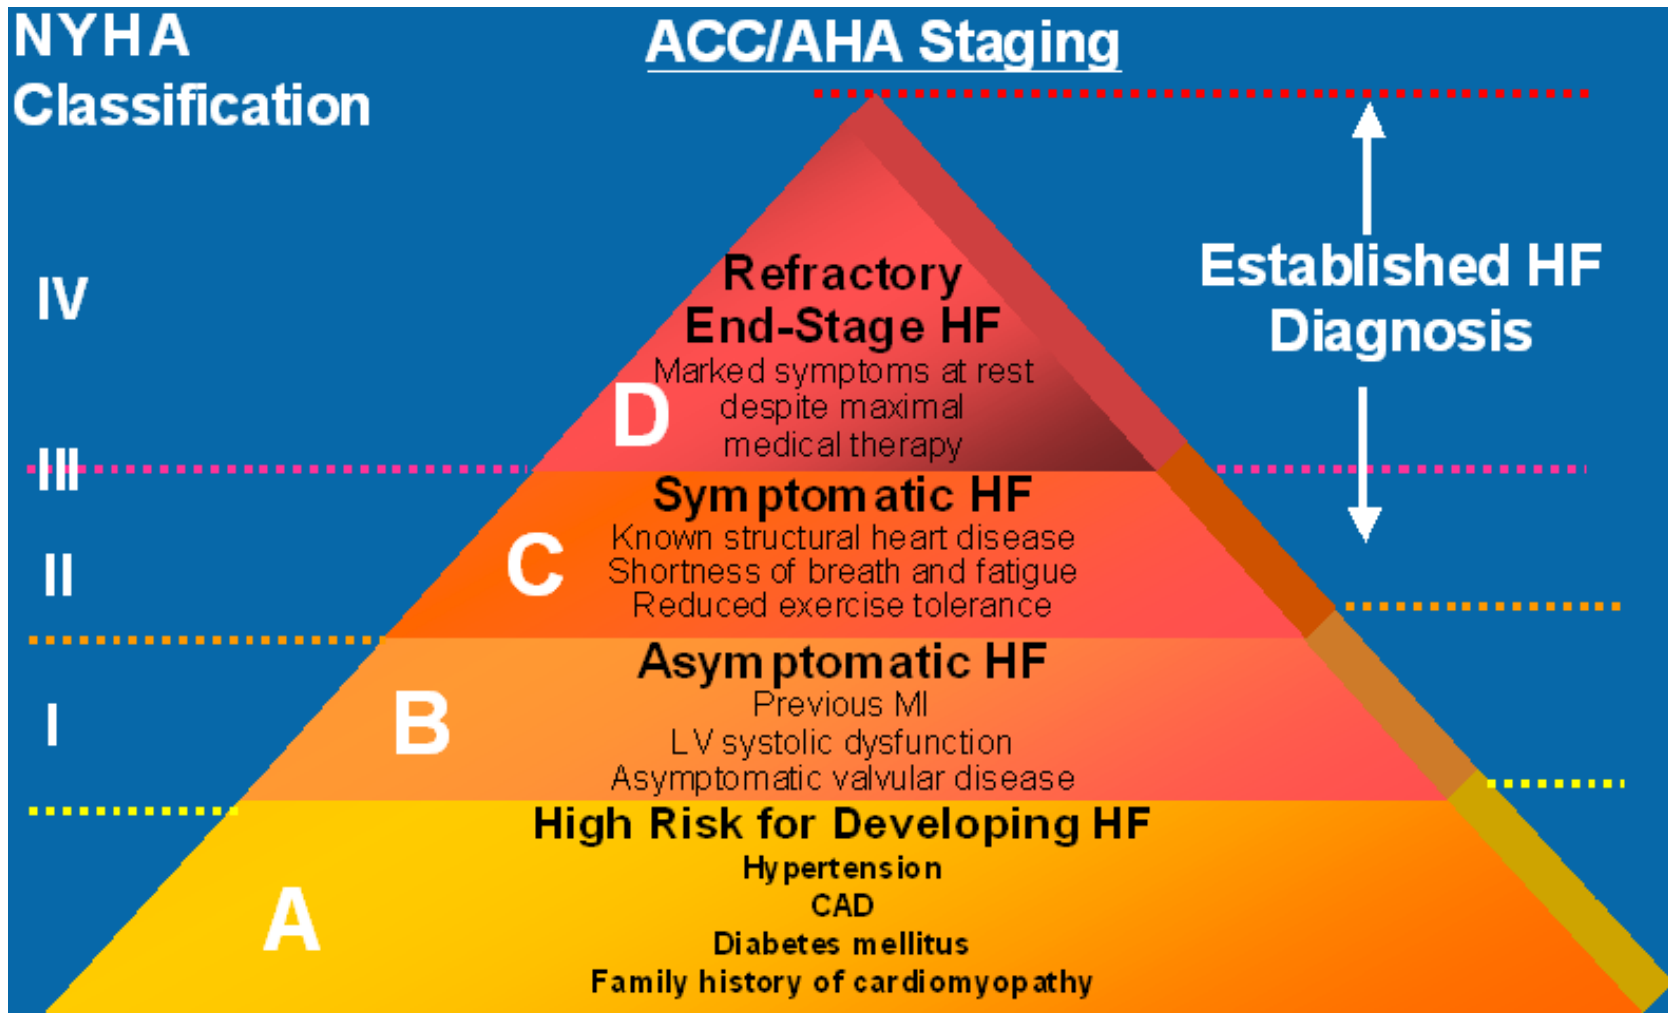 NYHA
Classification
ACC/AHA Staging
IV
III
II
I
Refractory
End-Stage HF
Marked symptoms at rest
despite maximal
medical therapy
D
Symptomatic HF
Known structural heart disease
Shortness of breath and fatigue
Reduced exercise tolerance
C
Asymptomatic HF
Previous MI
LV systolic dysfunction
Asymptomatic valvular disease
B
High Risk for Developing HF
Hypertension
CAD
Diabetes mellitus
Family history of cardiomyopathy
A
Established HF
Diagnosis